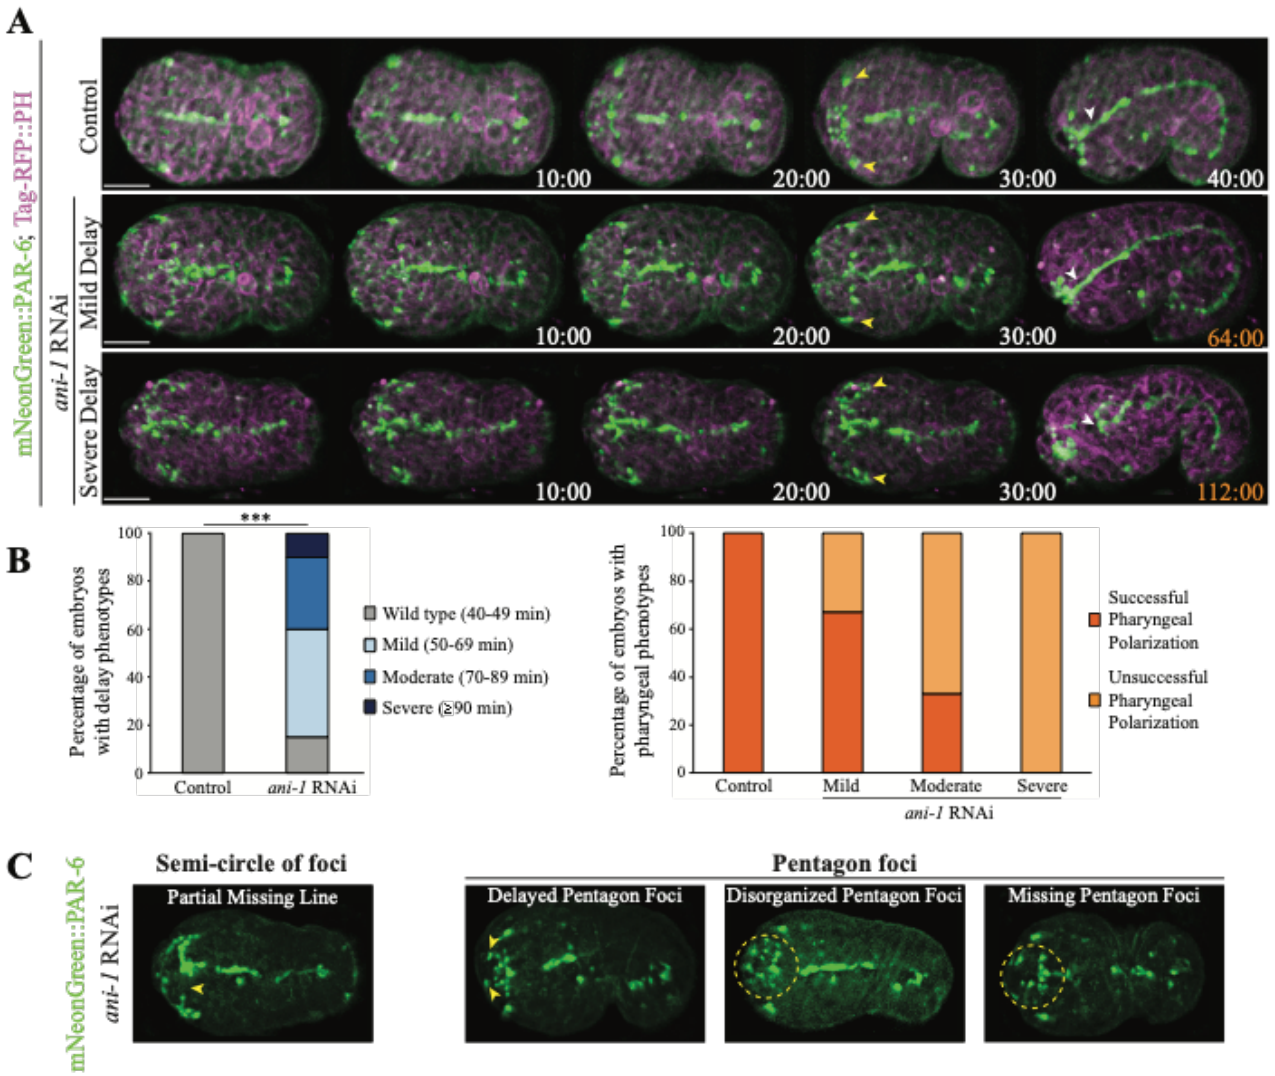 A
mNeonGreen::PAR-6; Tag-RFP::PH
Control
10:00
20:00
30:00
40:00
ani-1 RNAi
Mild Delay
10:00
20:00
30:00
64:00
Severe Delay
10:00
20:00
30:00
112:00
B
Percentage of embryos
with delay phenotypes
100
80
60
40
20
0
***
Control
ani-1 RNAi
Wild type (40-49 min)
Mild (50-69 min)
Moderate (70-89 min)
Severe (≥90 min)
Percentage of embryos with
pharyngeal phenotypes
100
80
60
40
20
0
Control
Mild
Moderate
Severe
ani-1 RNAi
Successful
Pharyngeal
Polarization
Unsuccessful
Pharyngeal
Polarization
C
mNeonGreen::PAR-6
ani-1 RNAi
Semi-circle of foci
Partial Missing Line
Pentagon foci
Delayed Pentagon Foci
Disorganized Pentagon Foci
Missing Pentagon Foci